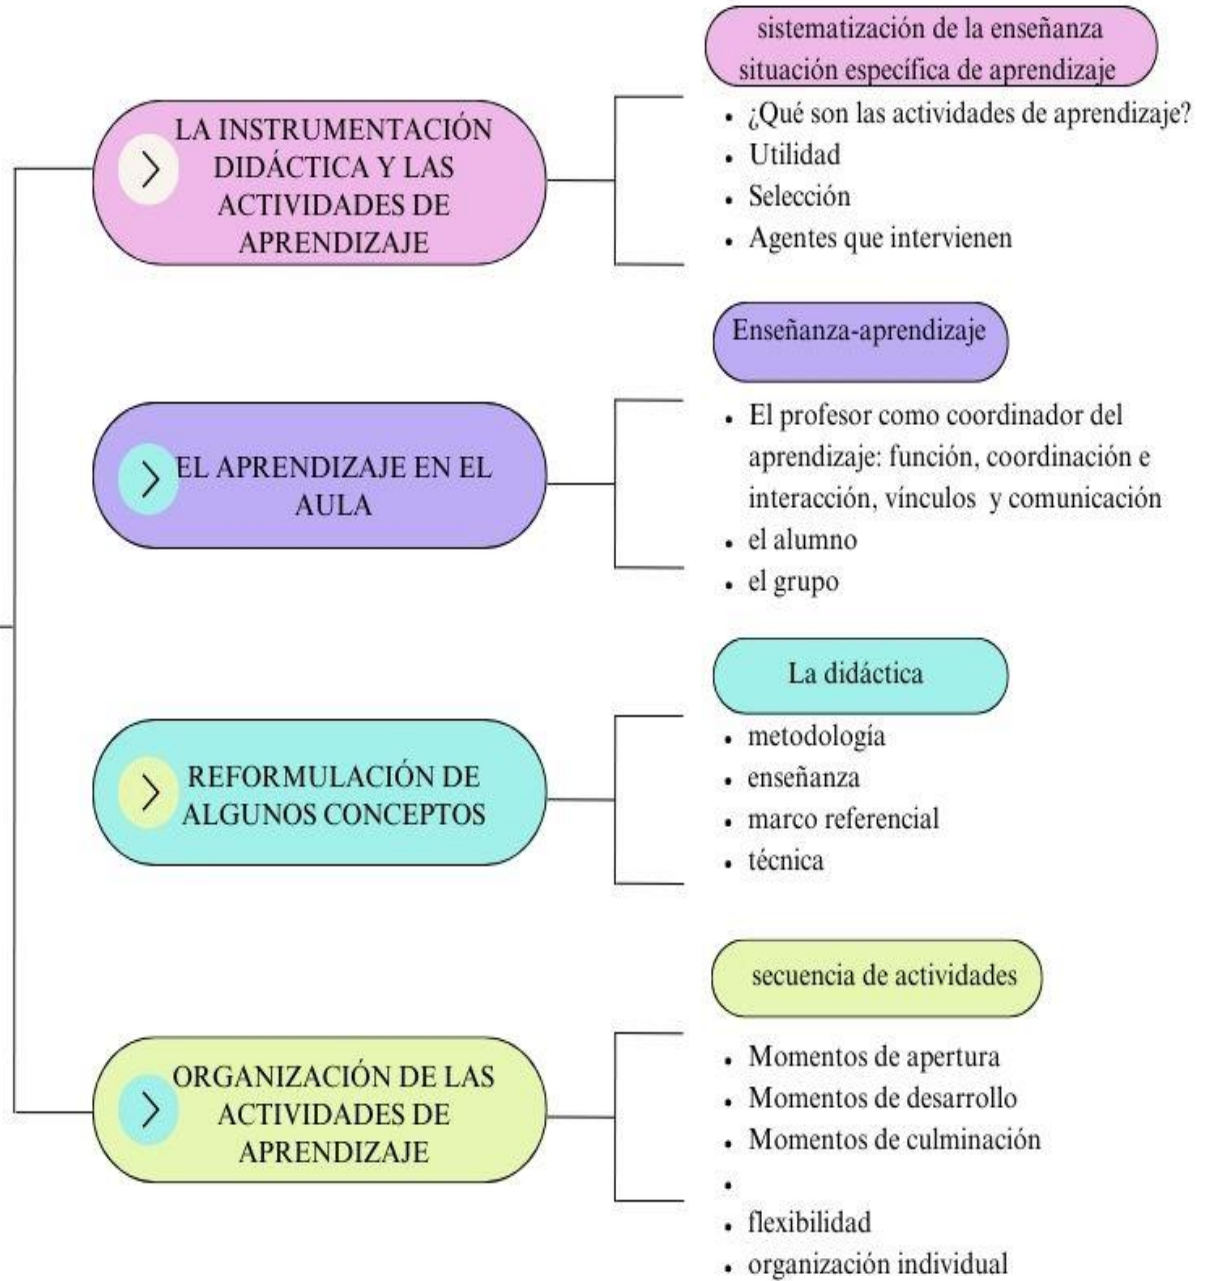 sistematización de la enseñanza
situación específica de aprendizaje
LA INSTRUMENTACIÓN
DIDÁCTICA Y LAS
ACTIVIDADES DE
APRENDIZAJE
• ¿Qué son las actividades de aprendizaje?
• Utilidad
• Selección
• Agentes que intervienen
Enseñanza-aprendizaje
EL APRENDIZAJE EN EL
AULA
• El profesor como coordinador del
aprendizaje: función, coordinación e
interacción, vínculos y comunicación
• el alumno
• el grupo
La didáctica
REFORMULACIÓN DE
ALGUNOS CONCEPTOS
• metodología
• enseñanza
• marco referencial
• técnica
secuencia de actividades
ORGANIZACIÓN DE LAS
ACTIVIDADES DE
APRENDIZAJE
• Momentos de apertura
• Momentos de desarrollo
• Momentos de culminación
•
• flexibilidad
• organización individual